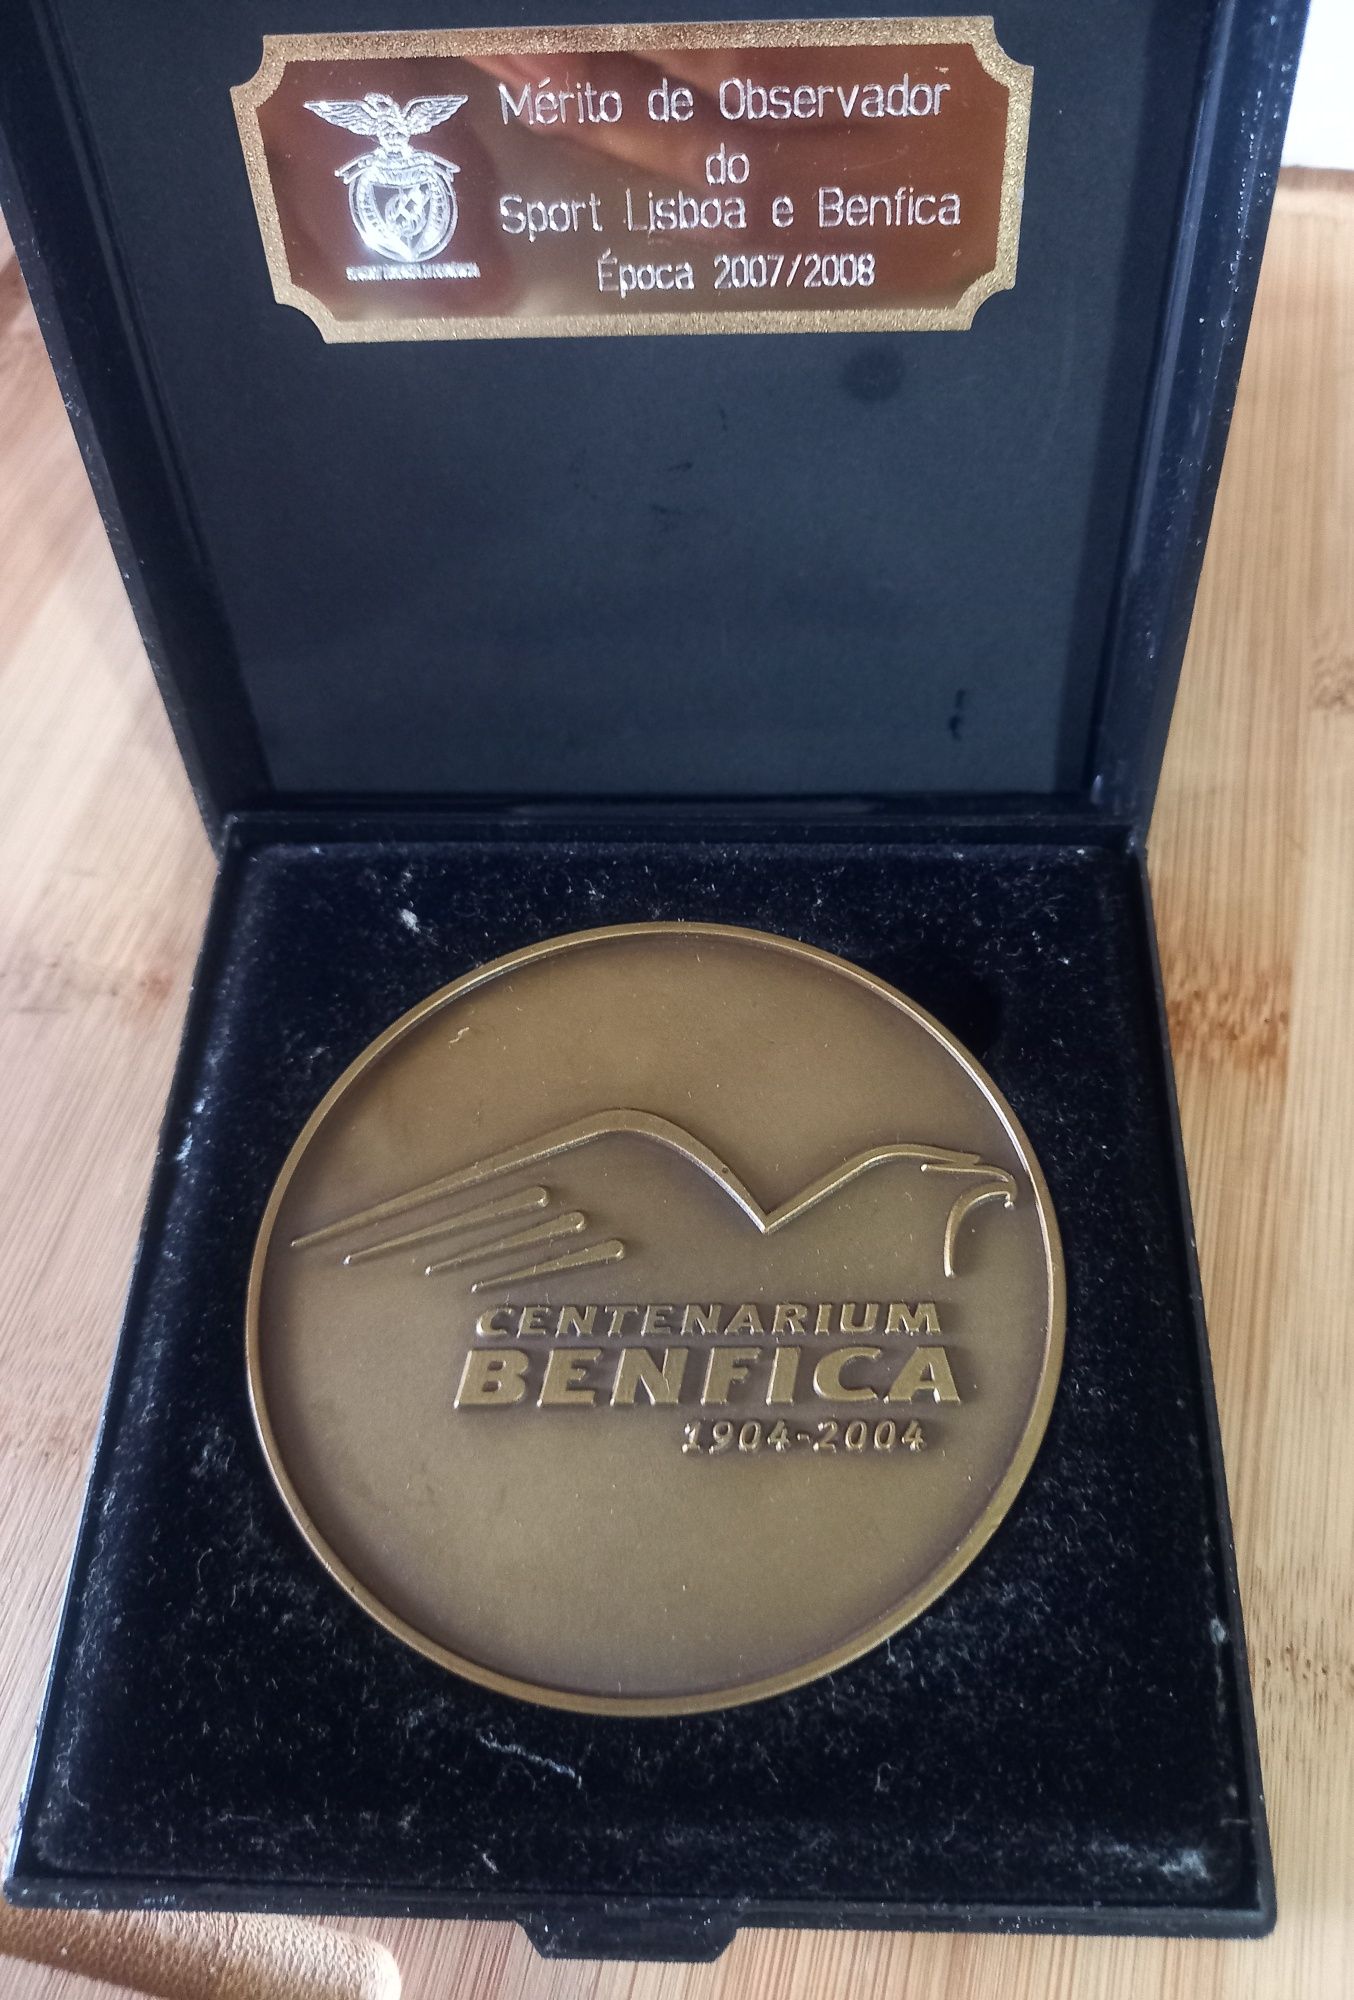 Mérito de Observador
do
Sport Lisboa e Benfica
Época 2007/2008
CENTENARIUM
BENFICA
1904-2004